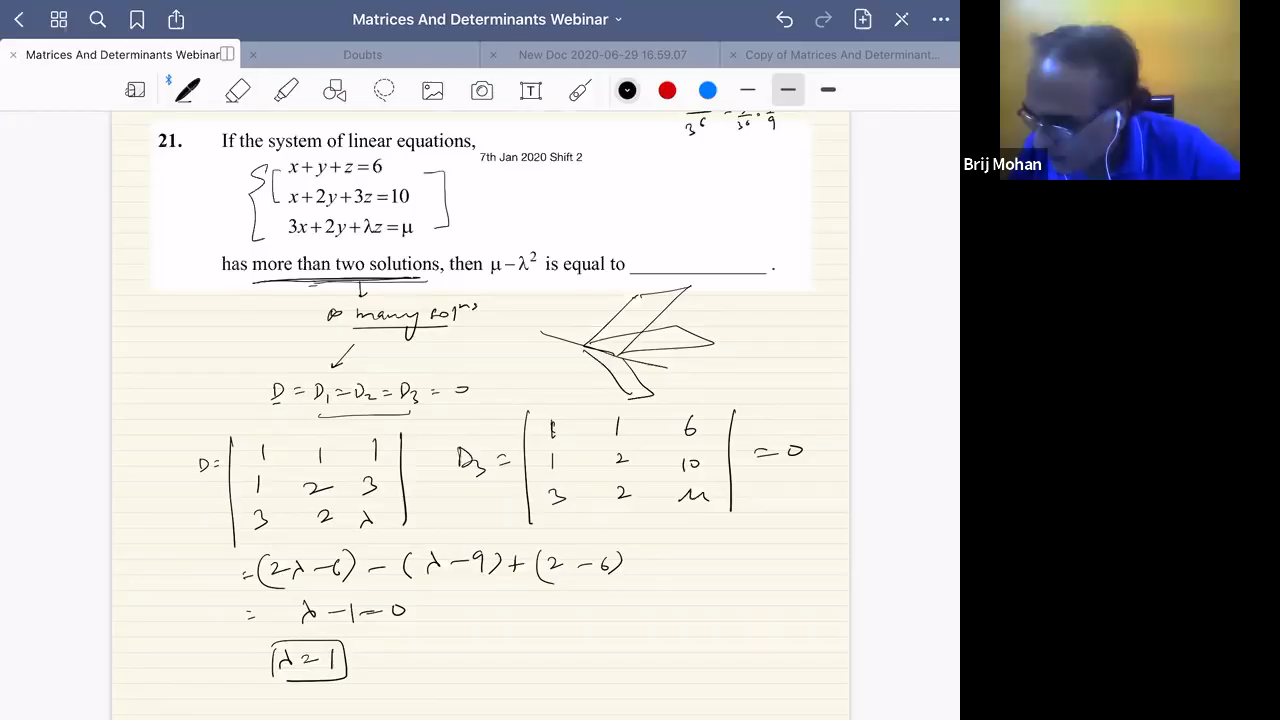 Matrices And Determinants Webinar
Matrices And Determinants Webinar
Doubts
New Doc 2020-06-29 16.59.07
Copy of Matrices And Determinant...
Brij Mohan
21. If the system of linear equations,
7th Jan 2020 Shift 2
x+y+z=6
x+2y+3z=10
3x+2y+λz=μ
has more than two solutions, then μ−λ² is equal to ____________ .
∞ many solⁿˢ
D = D₁ = D₂ = D₃ = 0
D = | 1 1 1 |
| 1 2 3 |
| 3 2 λ |
D₃ = | 1 1 6 |
| 1 2 10 | = 0
| 3 2 μ |
= (2λ−6) − (λ−9) + (2−6)
= λ−1=0
λ=1